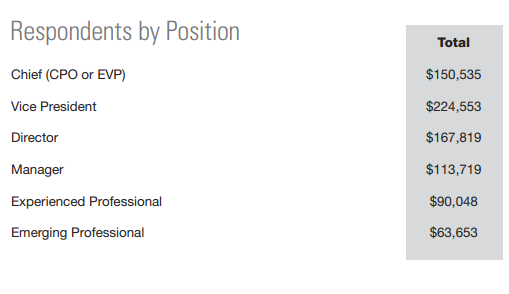 Respondents by Position
Total
Chief (CPO or EVP) $150,535
Vice President $224,553
Director $167,819
Manager $113,719
Experienced Professional $90,048
Emerging Professional $63,653